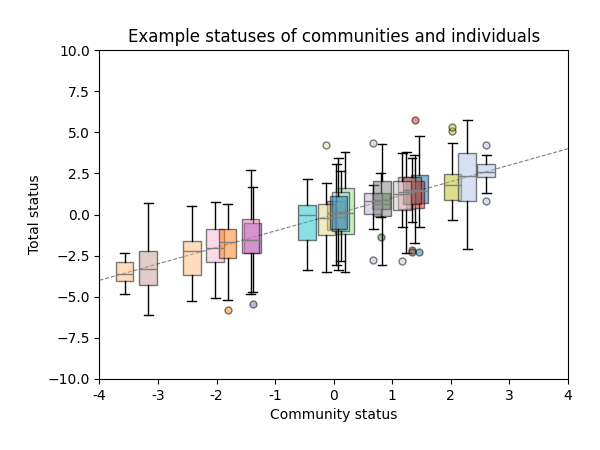 Example statuses of communities and individuals
10.0
7.5
5.0
2.5
0.0
−2.5
−5.0
−7.5
−10.0
Total status
-4 -3 -2 -1 0 1 2 3 4
Community status